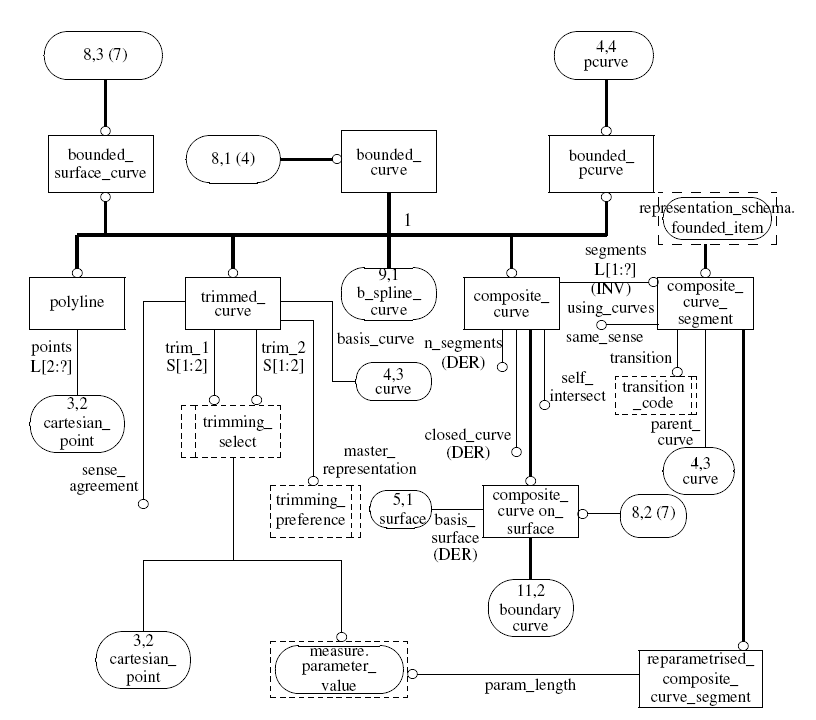 8,3 (7)
4,4
pcurve
bounded_
surface_curve
8,1 (4)
bounded_
curve
bounded_
pcurve
1
representation_schema.
founded_item
segments
L[1:?]
(INV)
polyline
trimmed_
curve
9,1
b_spline_
curve
composite_
curve
composite_
curve_
segment
using_curves
same_sense
points
L[2:?]
trim_1
S[1:2]
trim_2
S[1:2]
basis_curve
n_segments
(DER)
transition
4,3
curve
self_
intersect
transition
_code
3,2
cartesian_
point
trimming_
select
closed_curve
(DER)
parent_
curve
sense_
agreement
master_
representation
4,3
curve
trimming_
preference
5,1
surface
basis_
surface
(DER)
composite_
curve on_
surface
8,2 (7)
11,2
boundary
curve
3,2
cartesian_
point
measure.
parameter_
value
param_length
reparametrised_
composite_
curve_segment